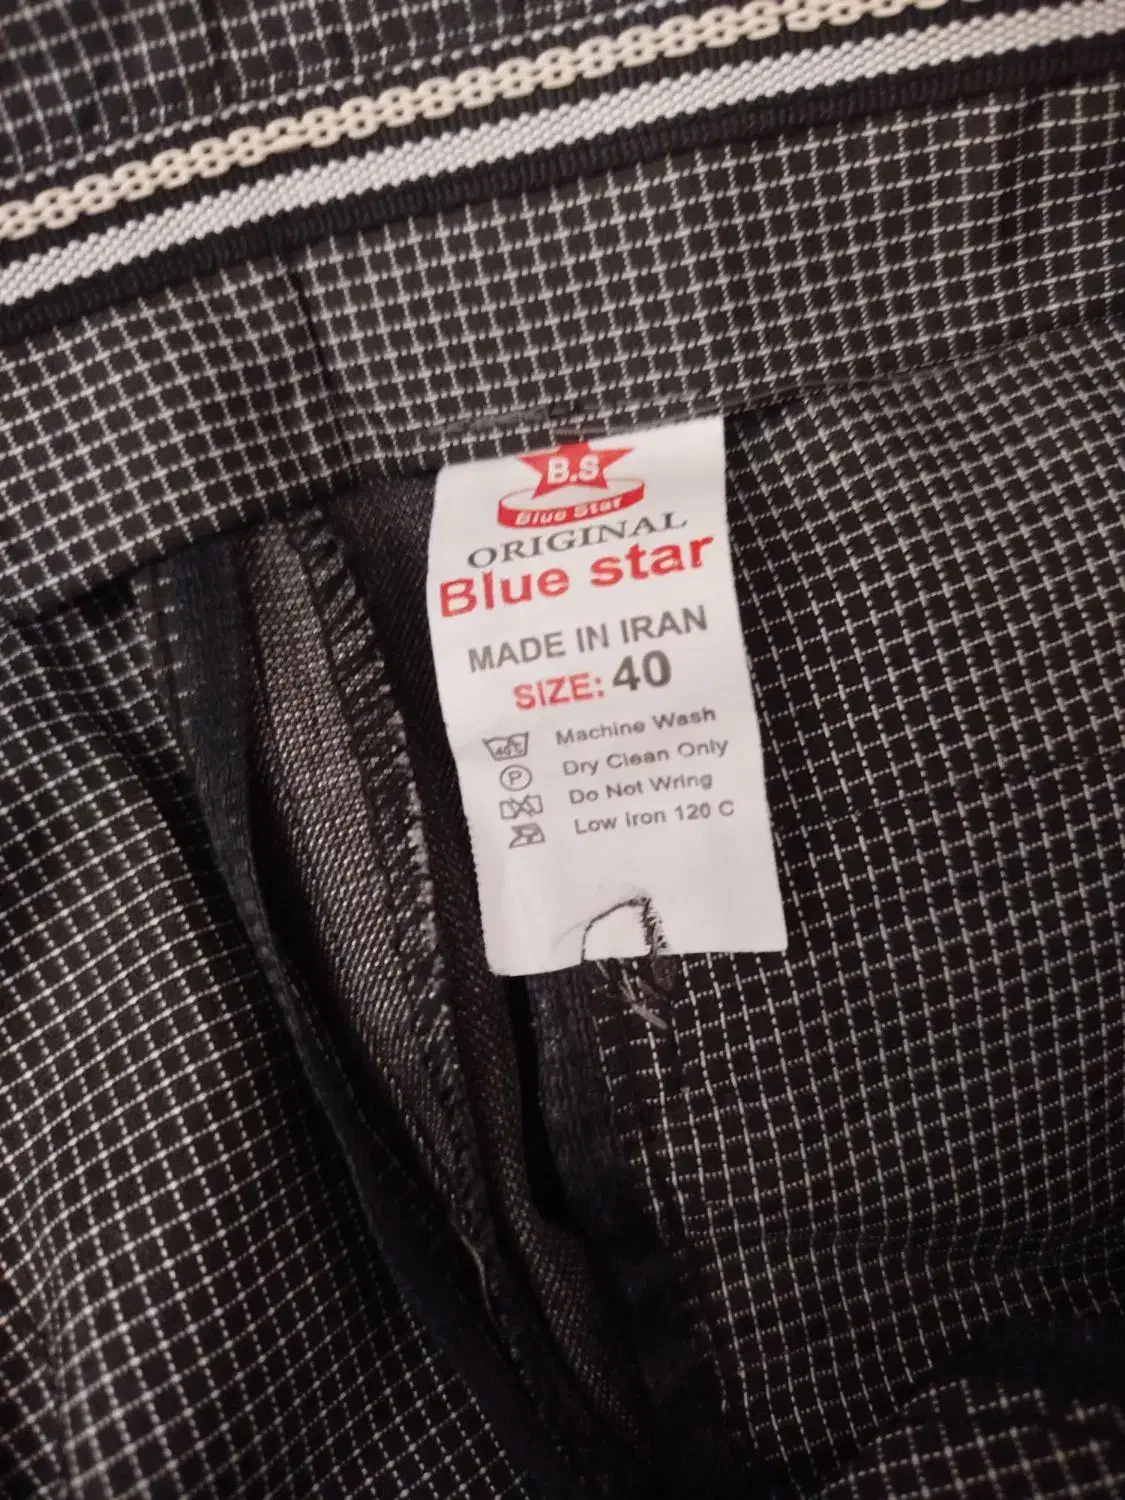 B.S
Blue Star
ORIGINAL
Blue star
MADE IN IRAN
SIZE: 40
40°C Machine Wash
P Dry Clean Only
Do Not Wring
Low Iron 120 C